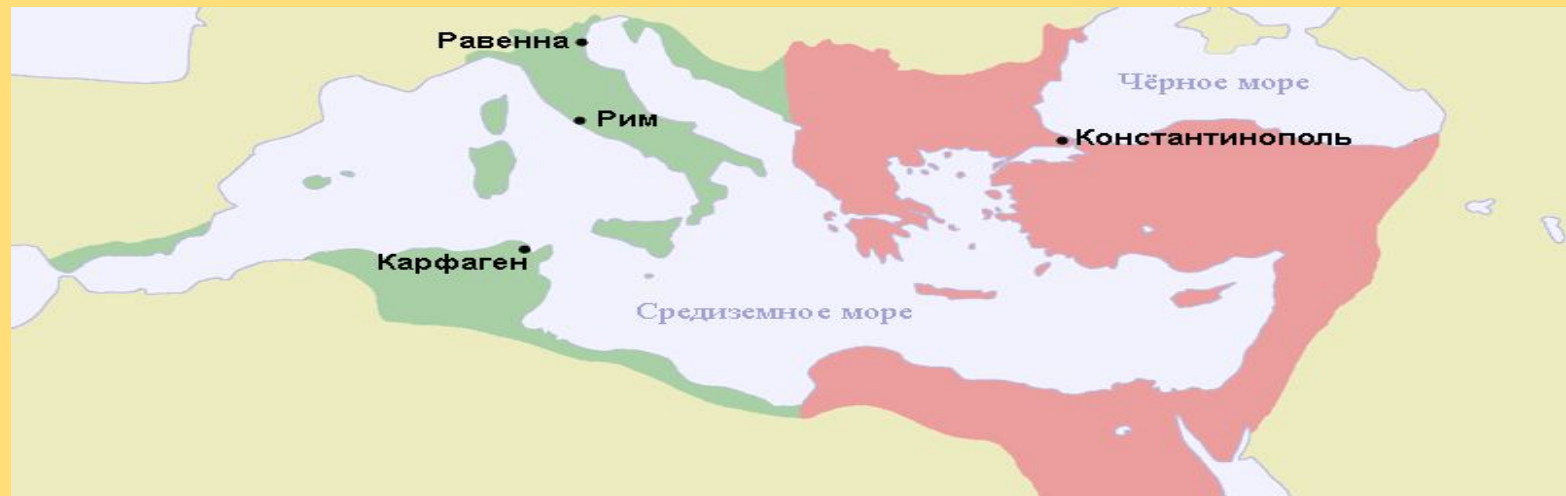 Равенна
Чёрное море
Рим
Константинополь
Карфаген
Средиземное море